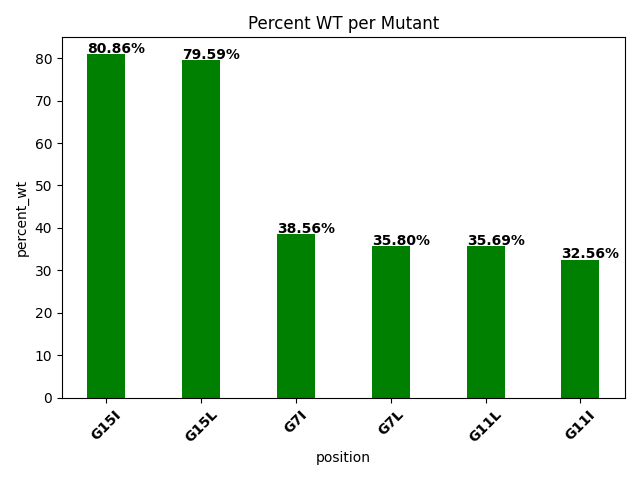 Percent WT per Mutant
80.86%
79.59%
38.56%
35.80%
35.69%
32.56%
percent_wt
80
70
60
50
40
30
20
10
0
G15I
G15L
G7I
G7L
G11L
G11I
position